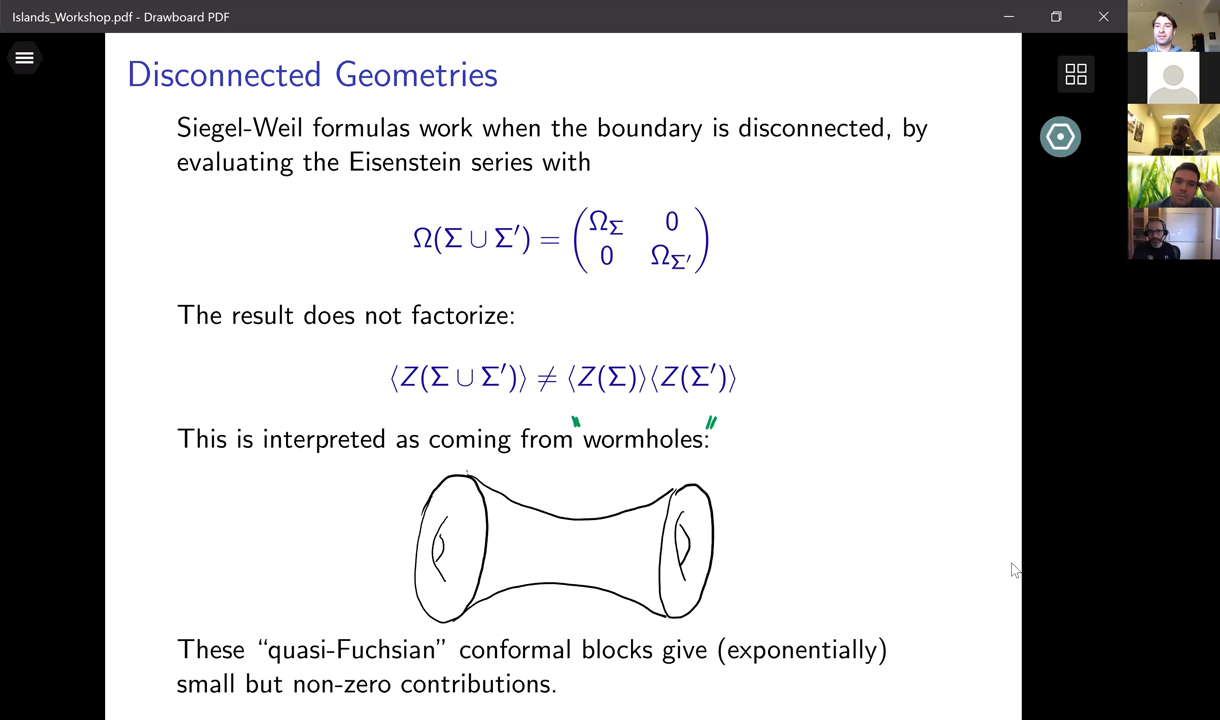 Islands_Workshop.pdf - Drawboard PDF
Disconnected Geometries
Siegel-Weil formulas work when the boundary is disconnected, by
evaluating the Eisenstein series with
Ω(Σ ∪ Σ′) = (Ω_Σ 0
0 Ω_Σ′)
The result does not factorize:
⟨Z(Σ ∪ Σ′)⟩ ≠ ⟨Z(Σ)⟩⟨Z(Σ′)⟩
This is interpreted as coming from "wormholes:"
These “quasi-Fuchsian” conformal blocks give (exponentially)
small but non-zero contributions.